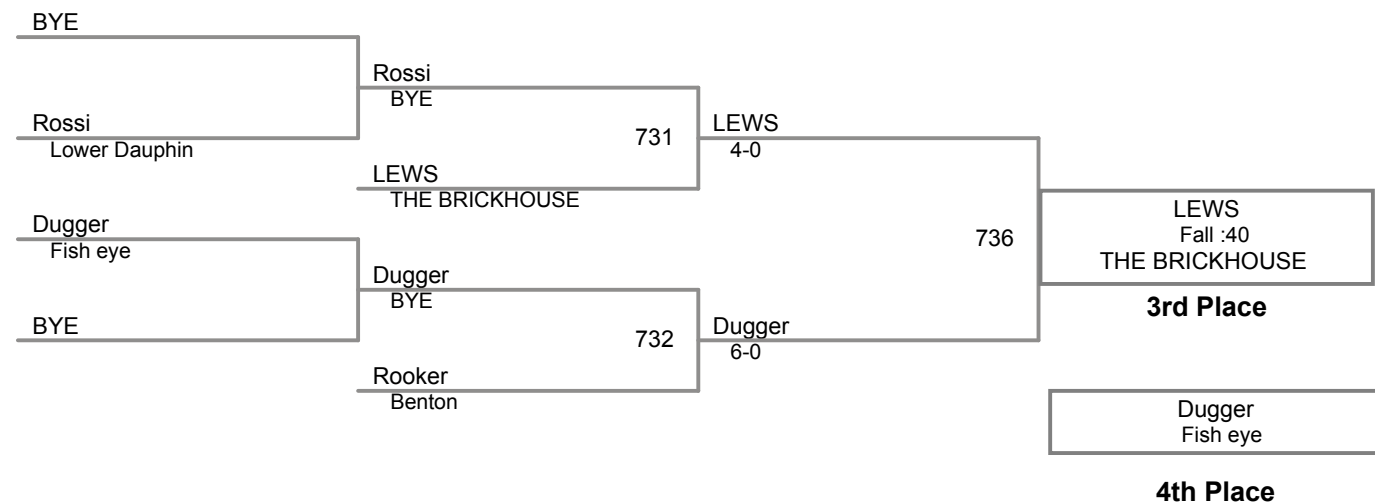 BYE
Rossi
BYE
Rossi
Lower Dauphin
731
LEWS
4-0
LEWS
THE BRICKHOUSE
Dugger
Fish eye
736
LEWS
Fall :40
THE BRICKHOUSE
3rd Place
Dugger
BYE
BYE
732
Dugger
6-0
Rooker
Benton
Dugger
Fish eye
4th Place